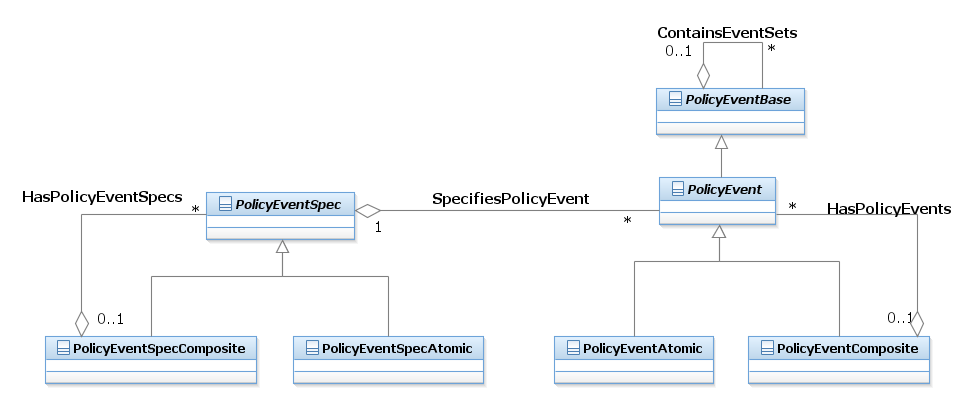 ContainsEventSets
0..1
*
PolicyEventBase
HasPolicyEventSpecs
*
PolicyEventSpec
1
SpecifiesPolicyEvent
*
PolicyEvent
*
HasPolicyEvents
0..1
0..1
PolicyEventSpecComposite
PolicyEventSpecAtomic
PolicyEventAtomic
PolicyEventComposite